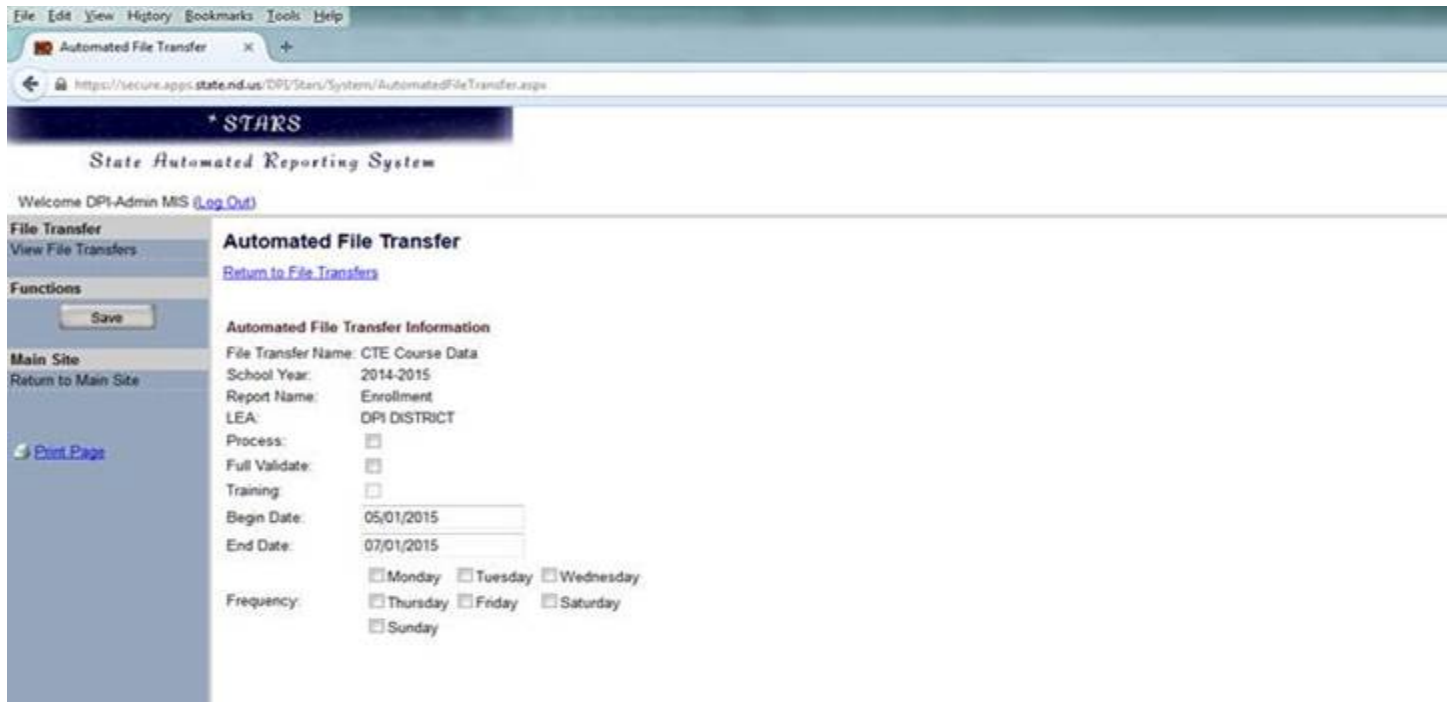 File Edit View History Bookmarks Tools Help
ND Automated File Transfer × +
https://secure.apps.state.nd.us/DPI/Stars/System/AutomatedFileTransfer.aspx
* STARS
State Automated Reporting System
Welcome DPI-Admin MIS (Log Out)
File Transfer
View File Transfers
Functions
Save
Main Site
Return to Main Site
Print Page
Automated File Transfer
Return to File Transfers
Automated File Transfer Information
File Transfer Name: CTE Course Data
School Year: 2014-2015
Report Name: Enrollment
LEA: DPI DISTRICT
Process:
Full Validate:
Training:
Begin Date: 05/01/2015
End Date: 07/01/2015
Monday Tuesday Wednesday
Frequency: Thursday Friday Saturday
Sunday